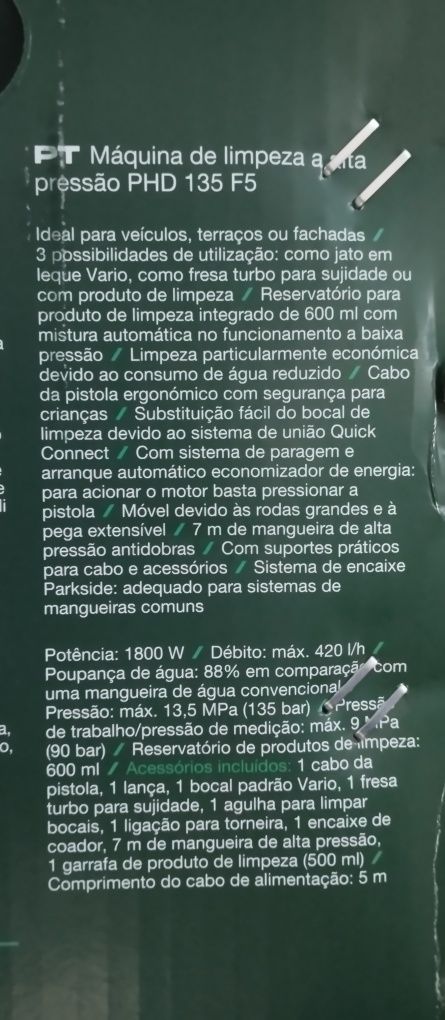 PT Máquina de limpeza a alta
pressão PHD 135 F5
Ideal para veículos, terraços ou fachadas /
3 possibilidades de utilização: como jato em
leque Vario, como fresa turbo para sujidade ou
com produto de limpeza / Reservatório para
produto de limpeza integrado de 600 ml com
mistura automática no funcionamento a baixa
pressão / Limpeza particularmente económica
devido ao consumo de água reduzido / Cabo
da pistola ergonómico com segurança para
crianças / Substituição fácil do bocal de
limpeza devido ao sistema de união Quick
Connect / Com sistema de paragem e
arranque automático economizador de energia:
para acionar o motor basta pressionar a
pistola / Móvel devido às rodas grandes e à
pega extensível / 7 m de mangueira de alta
pressão antidobras / Com suportes práticos
para cabo e acessórios / Sistema de encaixe
Parkside: adequado para sistemas de
mangueiras comuns
Potência: 1800 W / Débito: máx. 420 l/h /
Poupança de água: 88% em comparação com
uma mangueira de água convencional
Pressão: máx. 13,5 MPa (135 bar) / Pressão
de trabalho/pressão de medição: máx. 9 MPa
(90 bar) / Reservatório de produtos de limpeza:
600 ml / Acessórios incluídos: 1 cabo da
pistola, 1 lança, 1 bocal padrão Vario, 1 fresa
turbo para sujidade, 1 agulha para limpar
bocais, 1 ligação para torneira, 1 encaixe de
coador, 7 m de mangueira de alta pressão,
1 garrafa de produto de limpeza (500 ml) /
Comprimento do cabo de alimentação: 5 m